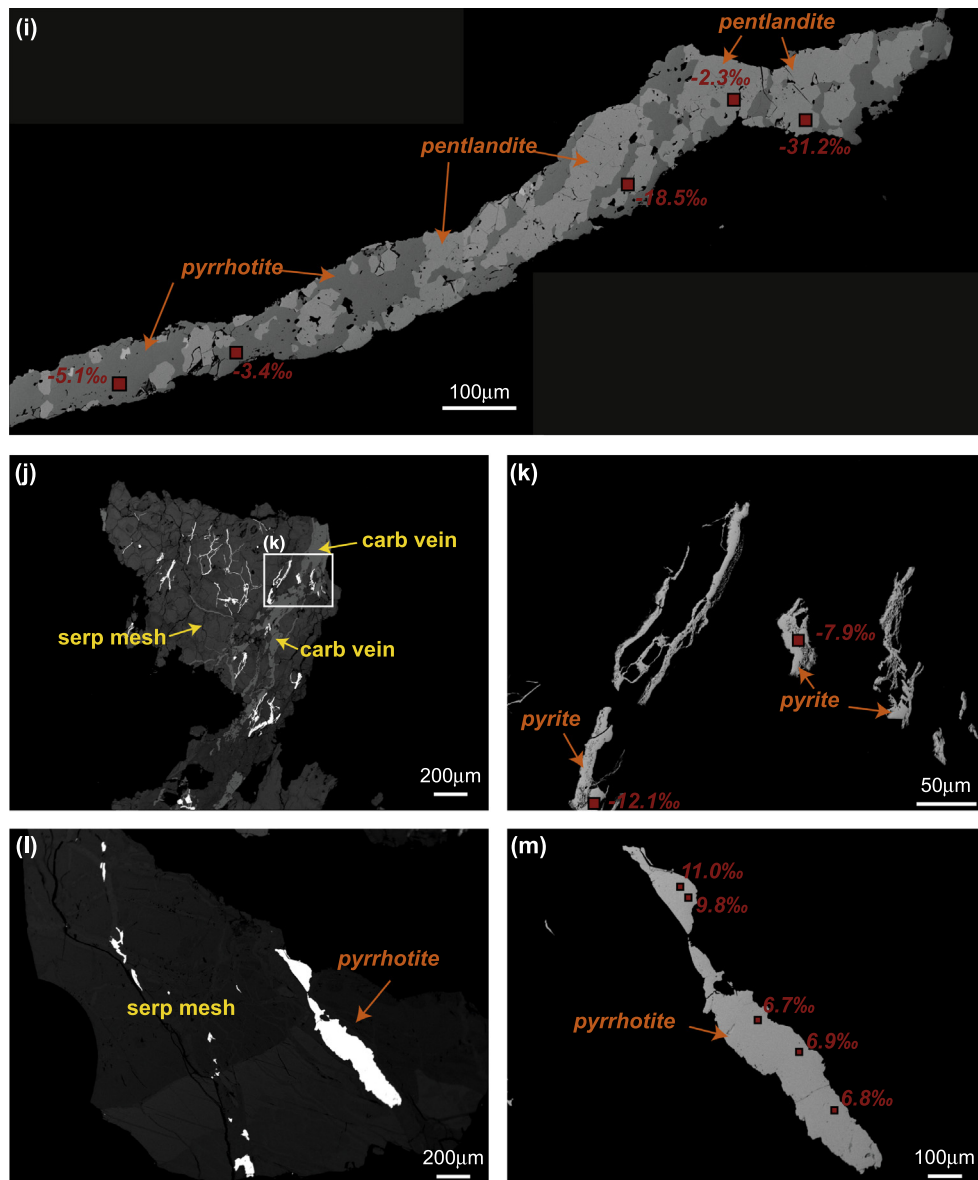 (i)
pentlandite
-2.3‰
-31.2‰
pentlandite
-18.5‰
pyrrhotite
-3.4‰
-5.1‰
100μm
(j)
(k)
carb vein
serp mesh
carb vein
200μm
(k)
-7.9‰
pyrite
pyrite
-12.1‰
50μm
(l)
pyrrhotite
serp mesh
200μm
(m)
11.0‰
9.8‰
6.7‰
pyrrhotite
6.9‰
6.8‰
100μm